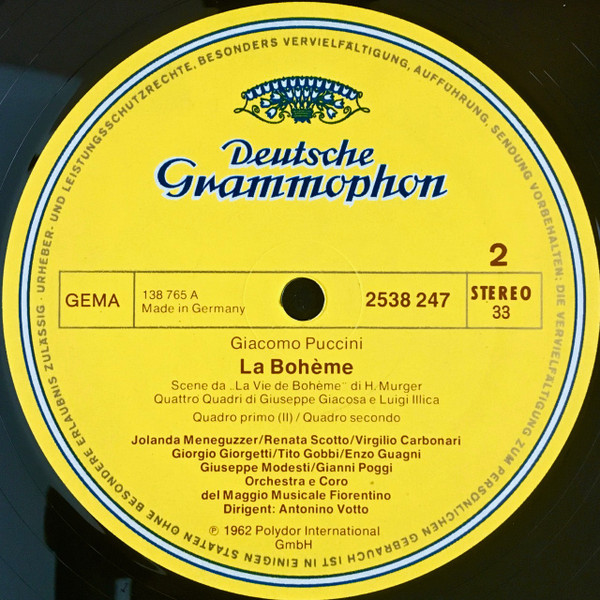 URHEBER- UND LEISTUNGSSCHUTZRECHTE, BESONDERS VERVIELFÄLTIGUNG, AUFFÜHRUNG, SENDUNG VORBEHALTEN: DIE VERVIELFÄLTIGUNG ZUM PERSÖNLICHEN GEBRAUCH IST IN EINIGEN STAATEN OHNE BESONDERE ERLAUBNIS ZULÄSSIG ·
Deutsche
Grammophon
2
GEMA
138 765 A
Made in Germany
2538 247
STEREO
33
Giacomo Puccini
La Bohème
Scene da „La Vie de Bohème" di H. Murger
Quattro Quadri di Giuseppe Giacosa e Luigi Illica
Quadro primo (II) / Quadro secondo
Jolanda Meneguzzer/Renata Scotto/Virgilio Carbonari
Giorgio Giorgetti/Tito Gobbi/Enzo Guagni
Giuseppe Modesti/Gianni Poggi
Orchestra e Coro
del Maggio Musicale Fiorentino
Dirigent: Antonino Votto
℗ 1962 Polydor International
GmbH